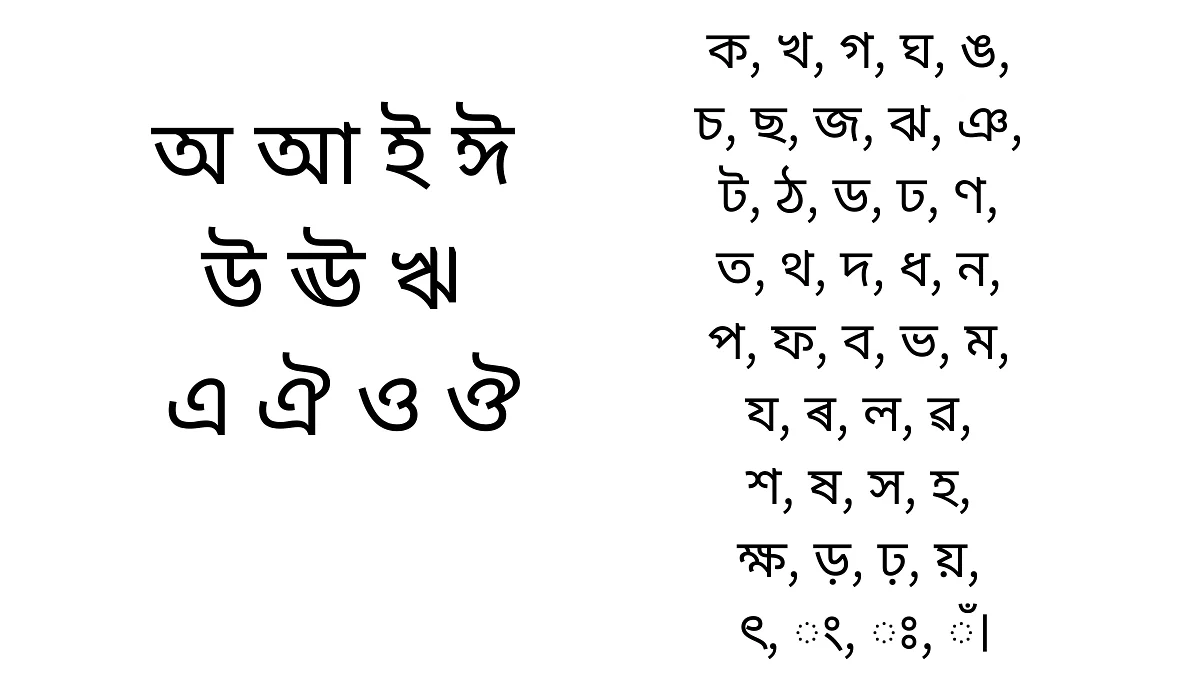 অ আ ই ঈ
উ ঊ ঋ
এ ঐ ও ঔ
ক, খ, গ, ঘ, ঙ,
চ, ছ, জ, ঝ, ঞ,
ট, ঠ, ড, ঢ, ণ,
ত, থ, দ, ধ, ন,
প, ফ, ব, ভ, ম,
য, ৰ, ল, ৱ,
শ, ষ, স, হ,
ক্ষ, ড়, ঢ়, য়,
ৎ, ং, ঃ, ঁ।